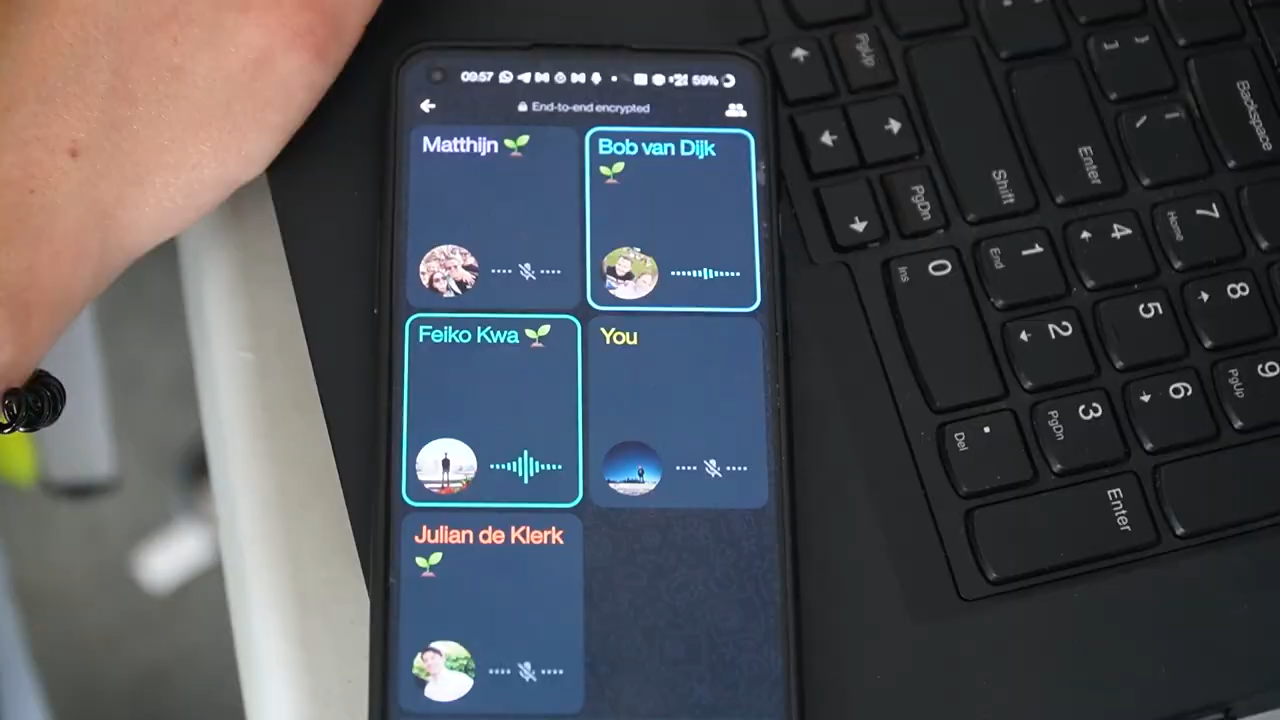 09:57
59%
End-to-end encrypted
Matthijn
Bob van Dijk
Feiko Kwa
You
Julian de Klerk
PgUp
PgDn
Shift
Enter
Backspace
0
Ins
1
End
4
7
Home
2
5
8
3
PgDn
6
9
PgUp
.
Del
Enter